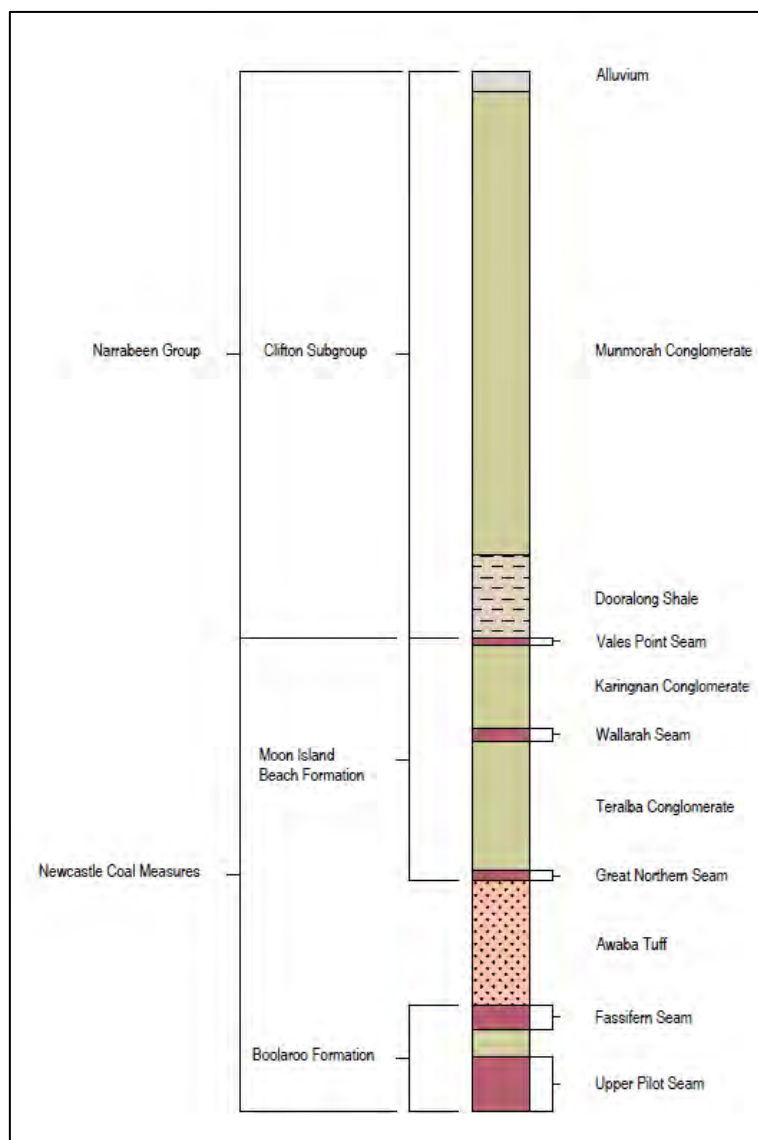 Alluvium
Narrabeen Group
Clifton Subgroup
Munmorah Conglomerate
Dooralong Shale
Vales Point Seam
Karingnan Conglomerate
Wallarah Seam
Moon Island
Beach Formation
Teralba Conglomerate
Newcastle Coal Measures
Great Northern Seam
Awaba Tuff
Fassifern Seam
Boolaroo Formation
Upper Pilot Seam